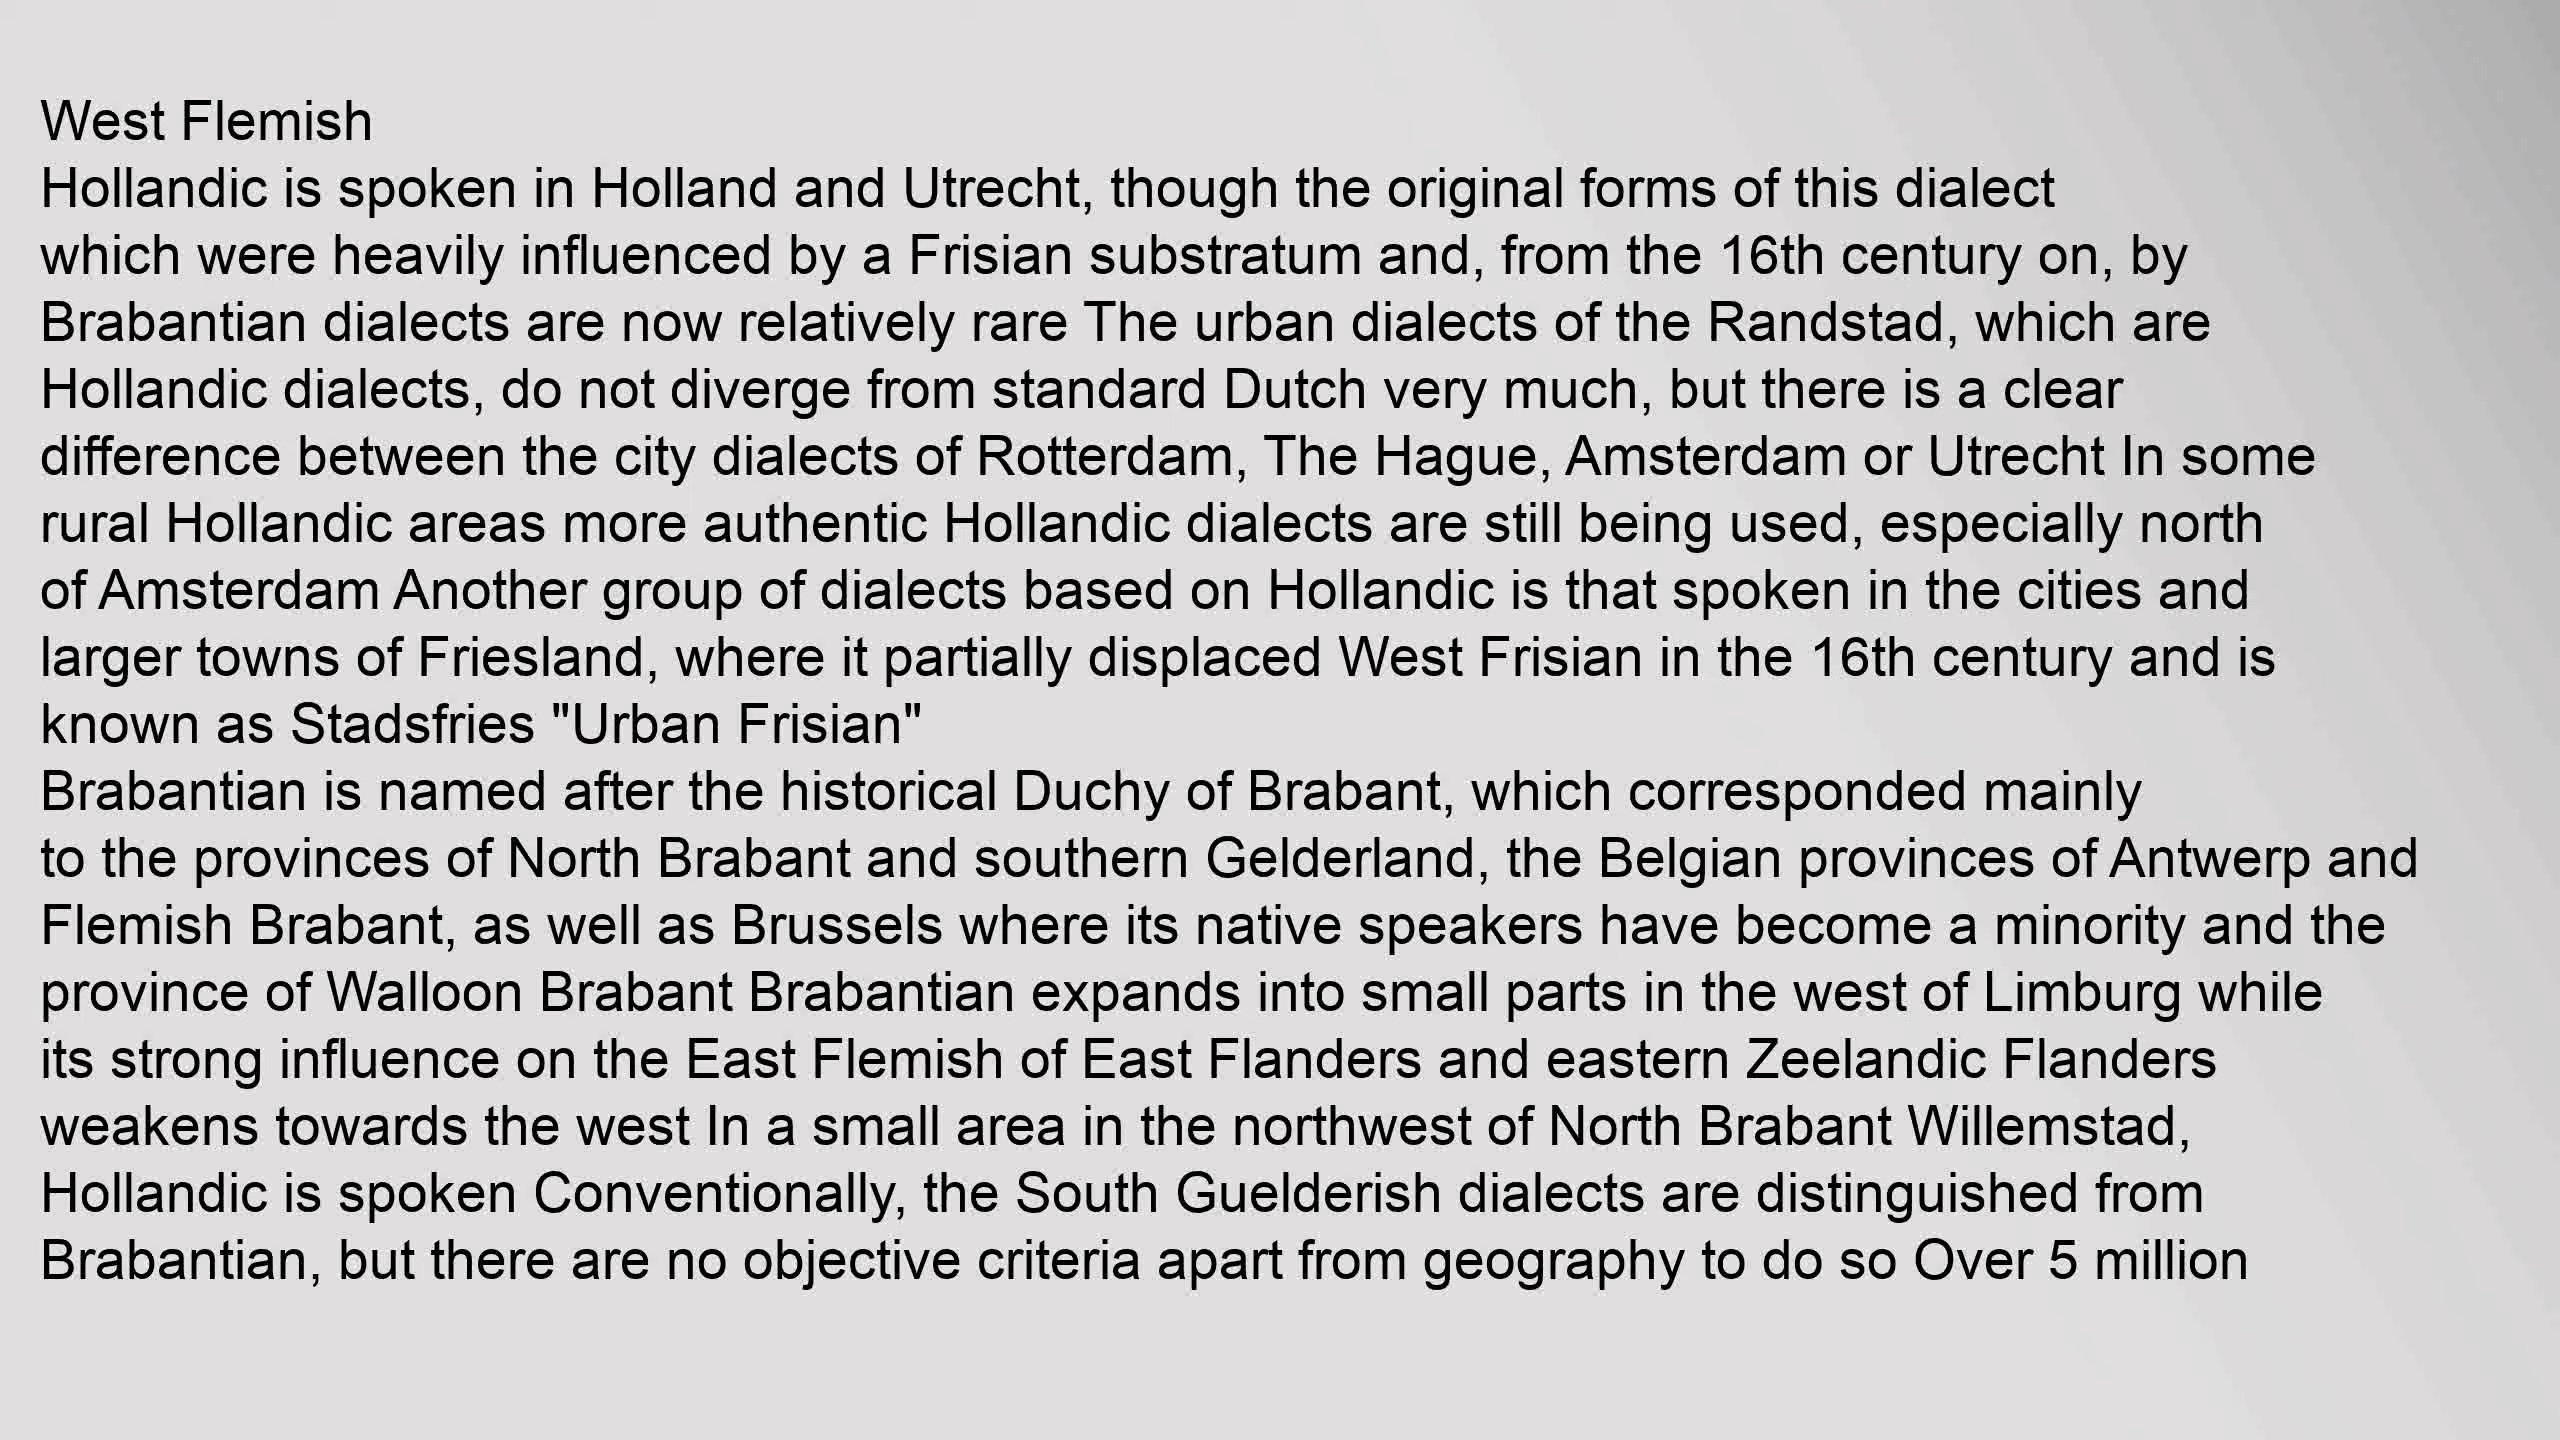 West Flemish
Hollandic is spoken in Holland and Utrecht, though the original forms of this dialect
which were heavily influenced by a Frisian substratum and, from the 16th century on, by
Brabantian dialects are now relatively rare The urban dialects of the Randstad, which are
Hollandic dialects, do not diverge from standard Dutch very much, but there is a clear
difference between the city dialects of Rotterdam, The Hague, Amsterdam or Utrecht In some
rural Hollandic areas more authentic Hollandic dialects are still being used, especially north
of Amsterdam Another group of dialects based on Hollandic is that spoken in the cities and
larger towns of Friesland, where it partially displaced West Frisian in the 16th century and is
known as Stadsfries "Urban Frisian"
Brabantian is named after the historical Duchy of Brabant, which corresponded mainly
to the provinces of North Brabant and southern Gelderland, the Belgian provinces of Antwerp and
Flemish Brabant, as well as Brussels where its native speakers have become a minority and the
province of Walloon Brabant Brabantian expands into small parts in the west of Limburg while
its strong influence on the East Flemish of East Flanders and eastern Zeelandic Flanders
weakens towards the west In a small area in the northwest of North Brabant Willemstad,
Hollandic is spoken Conventionally, the South Guelderish dialects are distinguished from
Brabantian, but there are no objective criteria apart from geography to do so Over 5 million